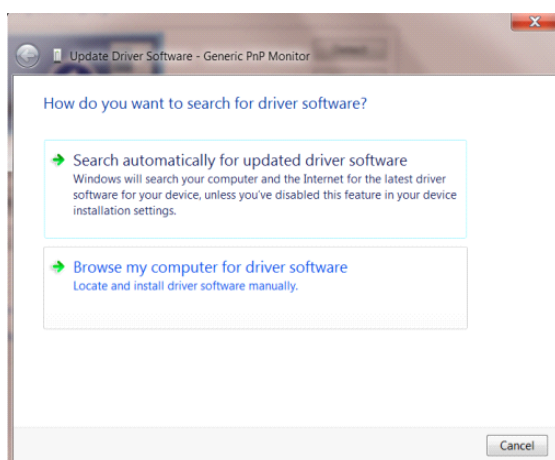 Update Driver Software - Generic PnP Monitor
How do you want to search for driver software?
Search automatically for updated driver software
Windows will search your computer and the Internet for the latest driver
software for your device, unless you've disabled this feature in your device
installation settings.
Browse my computer for driver software
Locate and install driver software manually.
Cancel